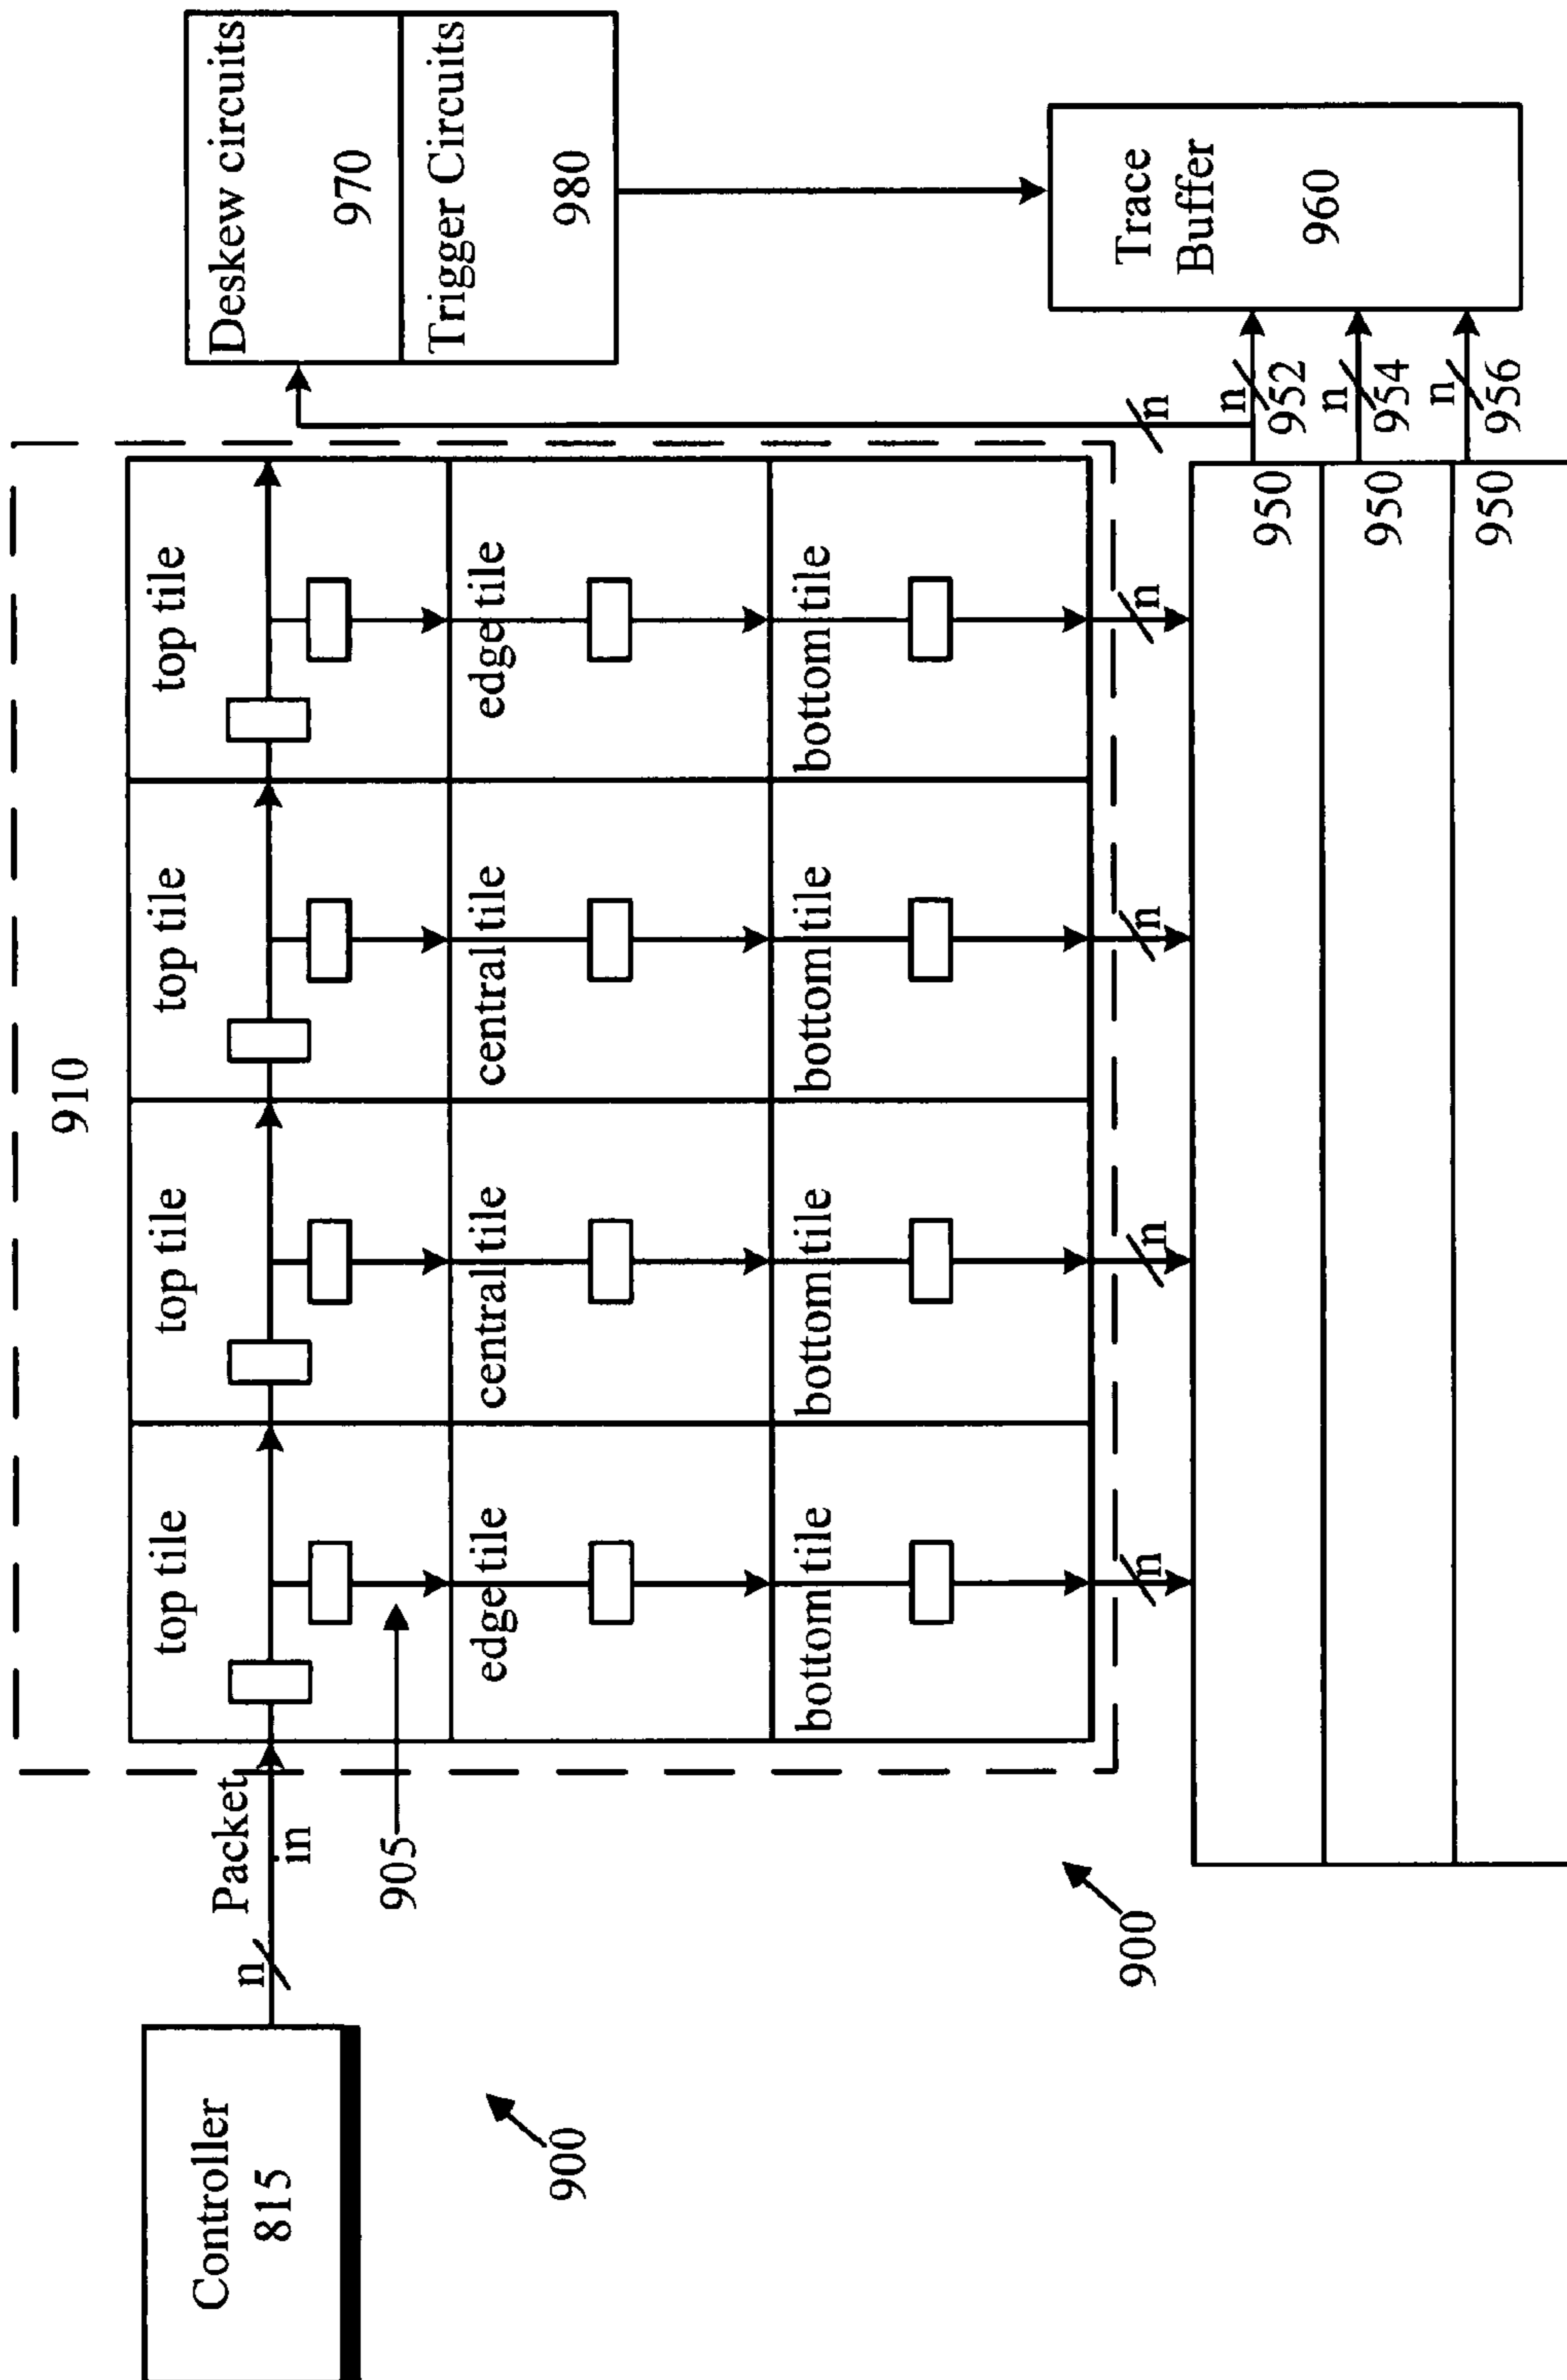 910
Controller
815
n
Packet
in
905
900
900
top tile
top tile
top tile
top tile
edge tile
central tile
central tile
edge tile
bottom tile
bottom tile
bottom tile
bottom tile
n
n
n
n
n
Deskew circuits
970
Trigger Circuits
980
Trace
Buffer
960
950
n
952
950
n
954
950
n
956